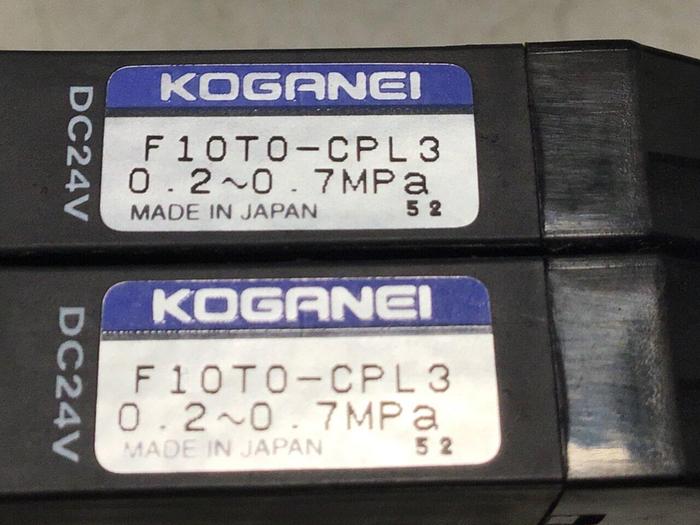 KOGANEI
DC24V
F10T0-CPL3
0.2~0.7MPa
MADE IN JAPAN 52
KOGANEI
DC24V
F10T0-CPL3
0.2~0.7MPa
MADE IN JAPAN 52